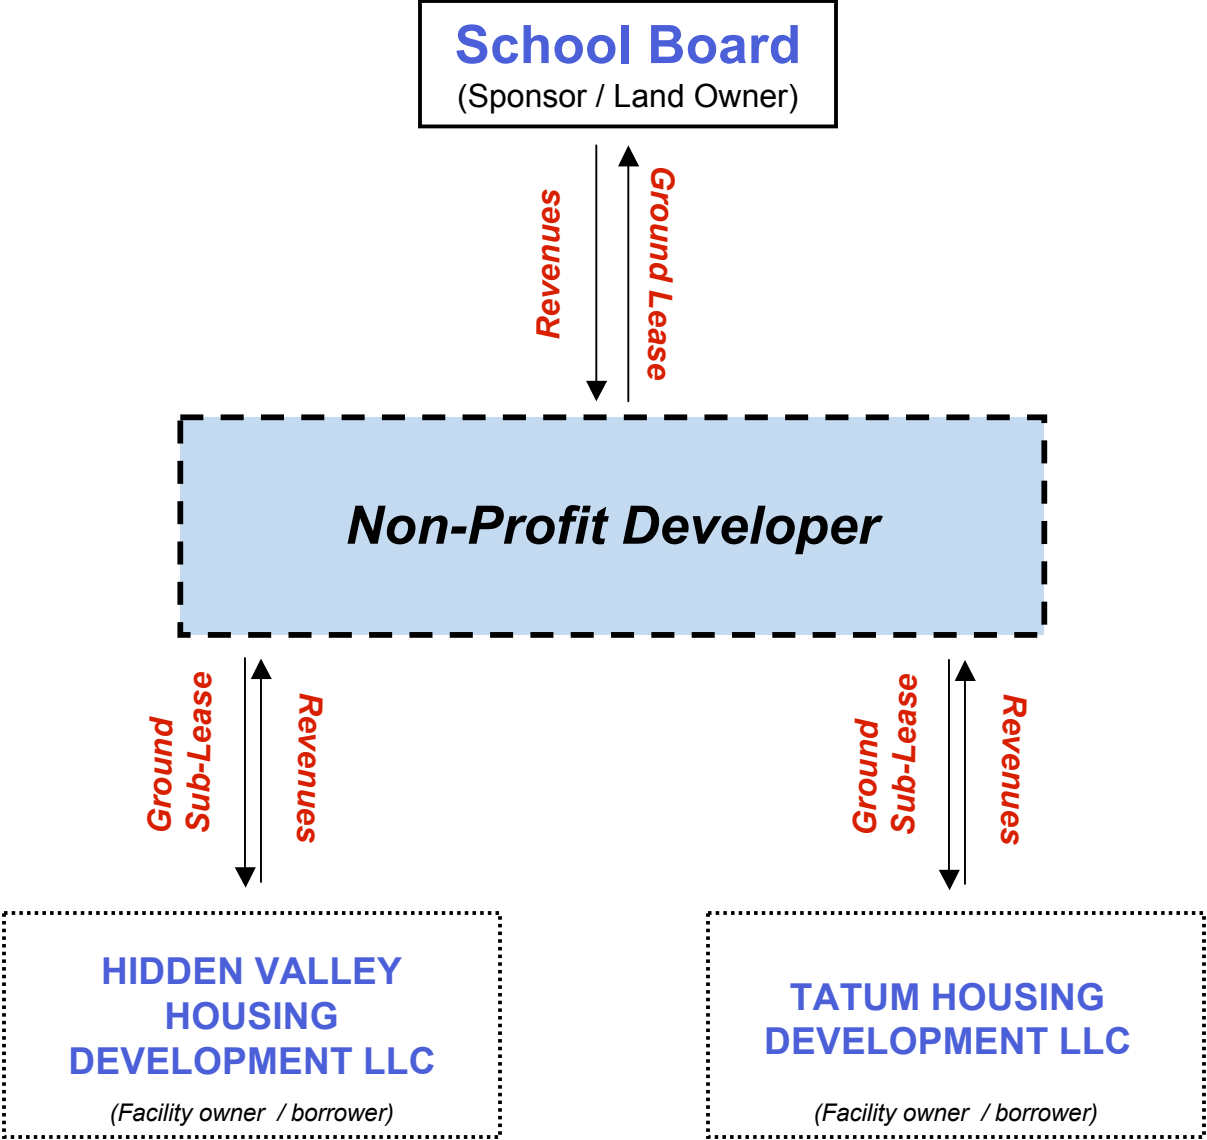 School Board
(Sponsor / Land Owner)
Revenues
Ground Lease
Non-Profit Developer
Ground
Sub-Lease
Revenues
Ground
Sub-Lease
Revenues
HIDDEN VALLEY
HOUSING
DEVELOPMENT LLC
(Facility owner / borrower)
TATUM HOUSING
DEVELOPMENT LLC
(Facility owner / borrower)